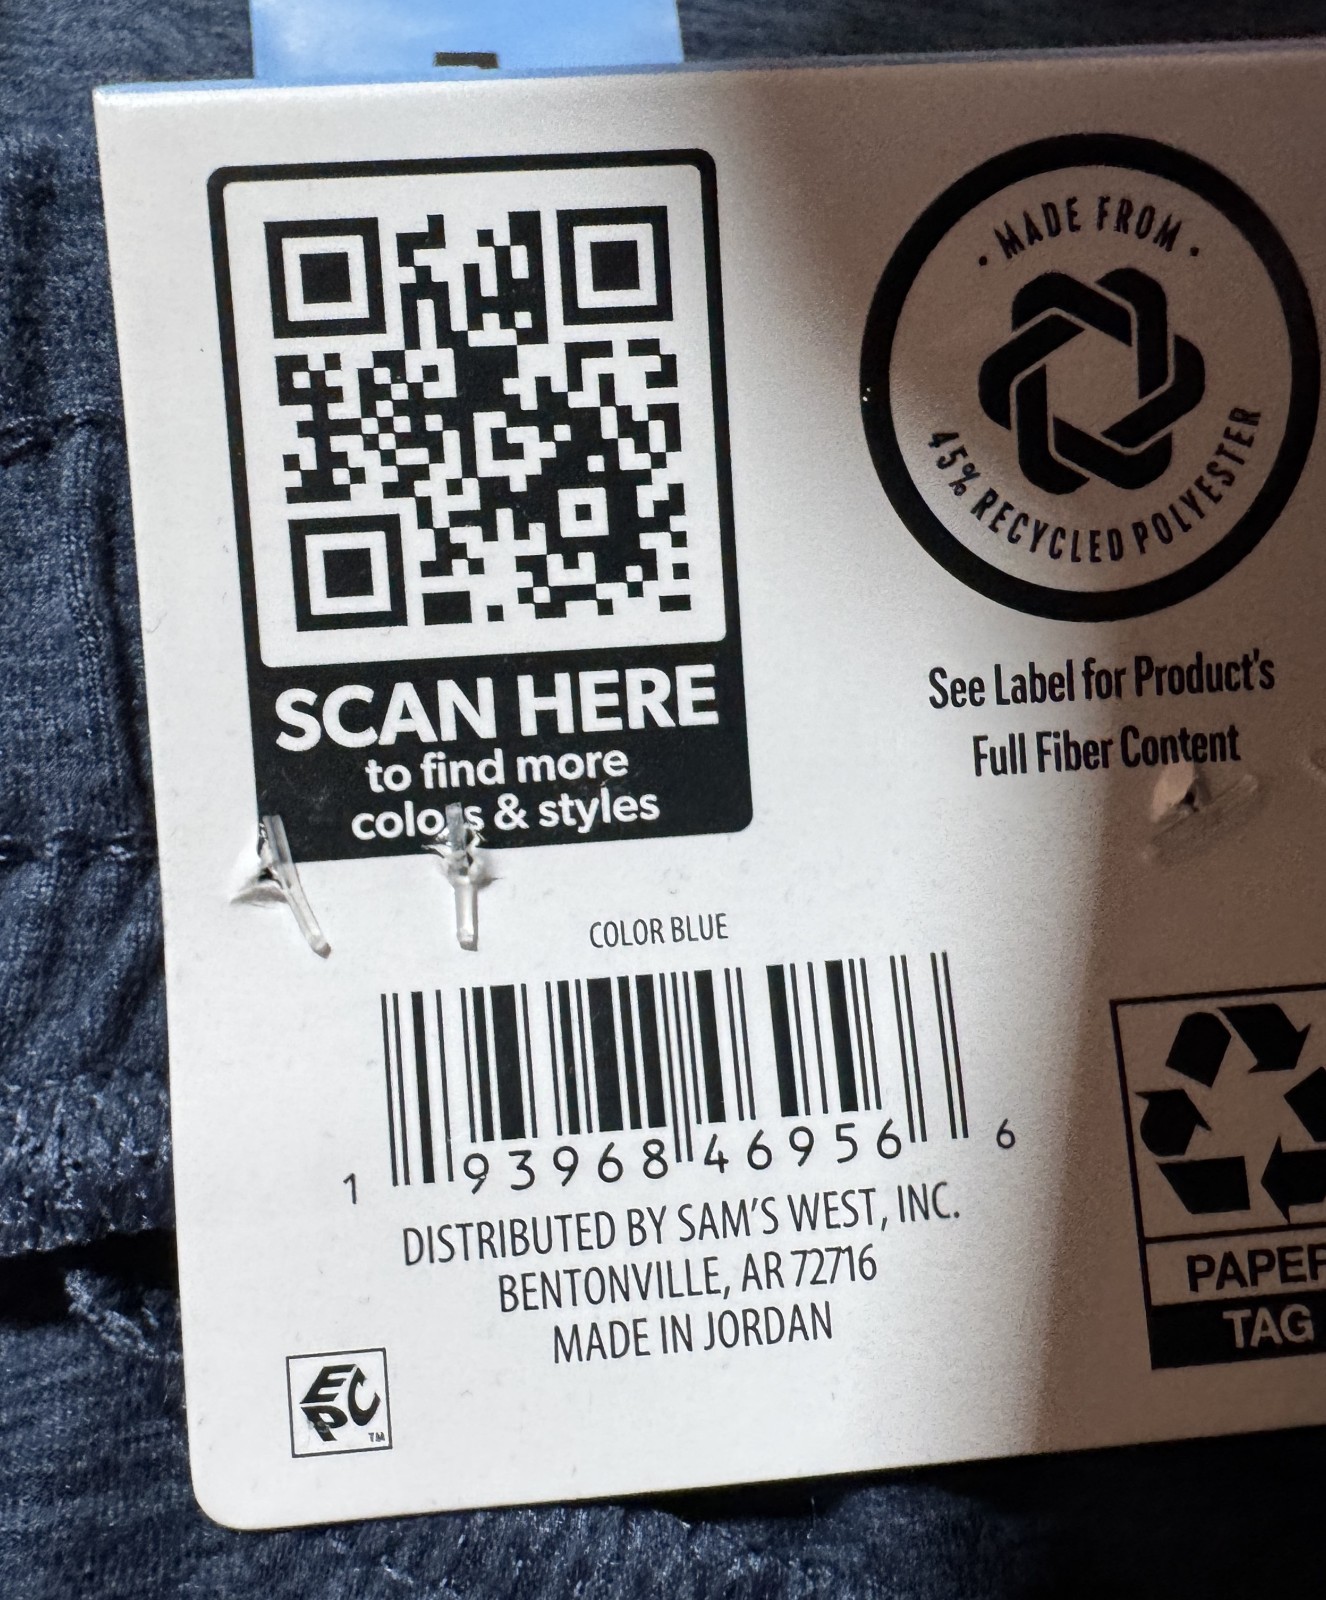 SCAN HERE
to find more
colors & styles
· MADE FROM ·
45% RECYCLED POLYESTER
See Label for Product's
Full Fiber Content
COLOR BLUE
1 93968 46956 6
DISTRIBUTED BY SAM'S WEST, INC.
BENTONVILLE, AR 72716
MADE IN JORDAN
EPC
TM
PAPER
TAG